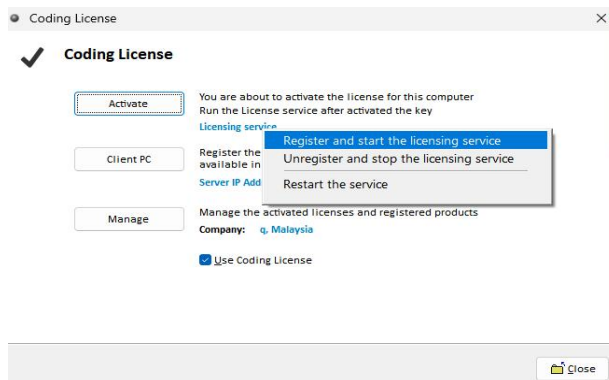 Coding License
Coding License
Activate
You are about to activate the license for this computer
Run the License service after activated the key
Licensing service
Register and start the licensing service
Unregister and stop the licensing service
Restart the service
Client PC
Register the
available in
Server IP Add
Manage
Manage the activated licenses and registered products
Company: q, Malaysia
Use Coding License
Close